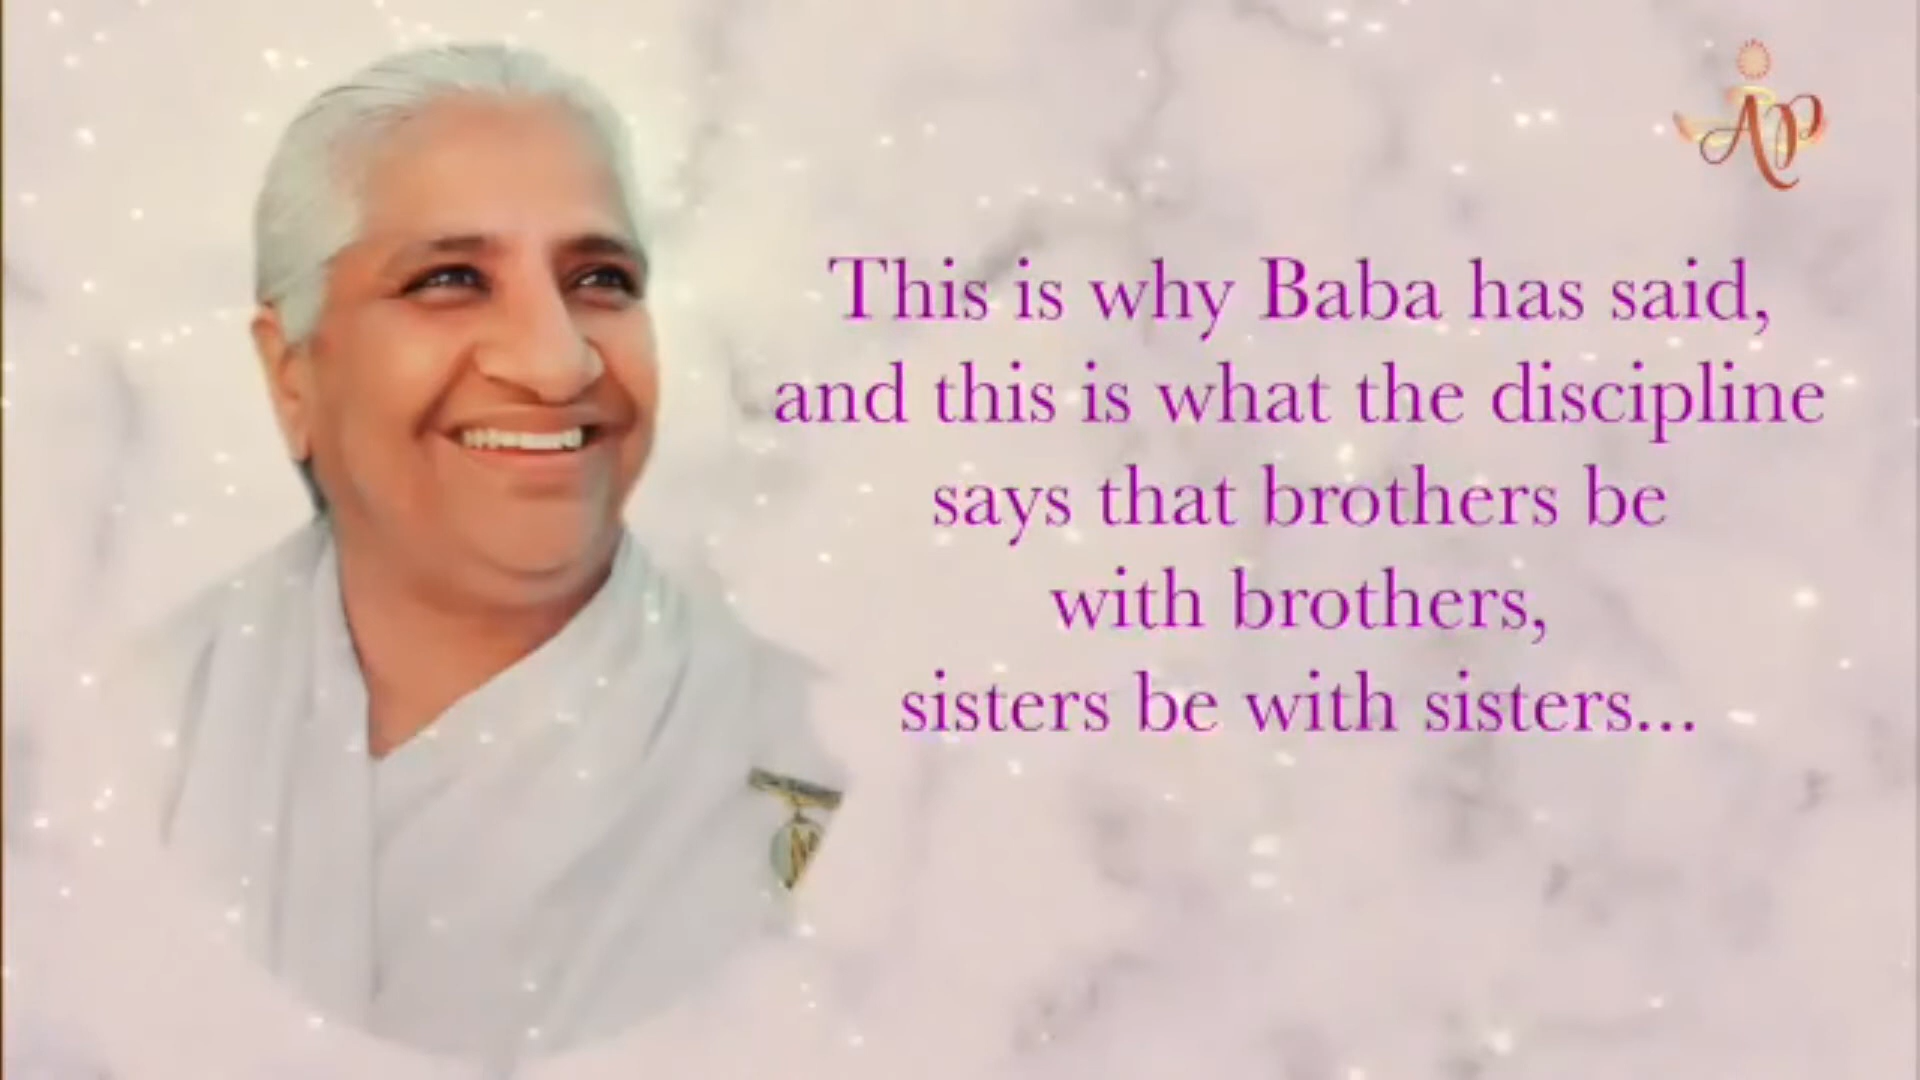 AP
This is why Baba has said,
and this is what the discipline
says that brothers be
with brothers,
sisters be with sisters...